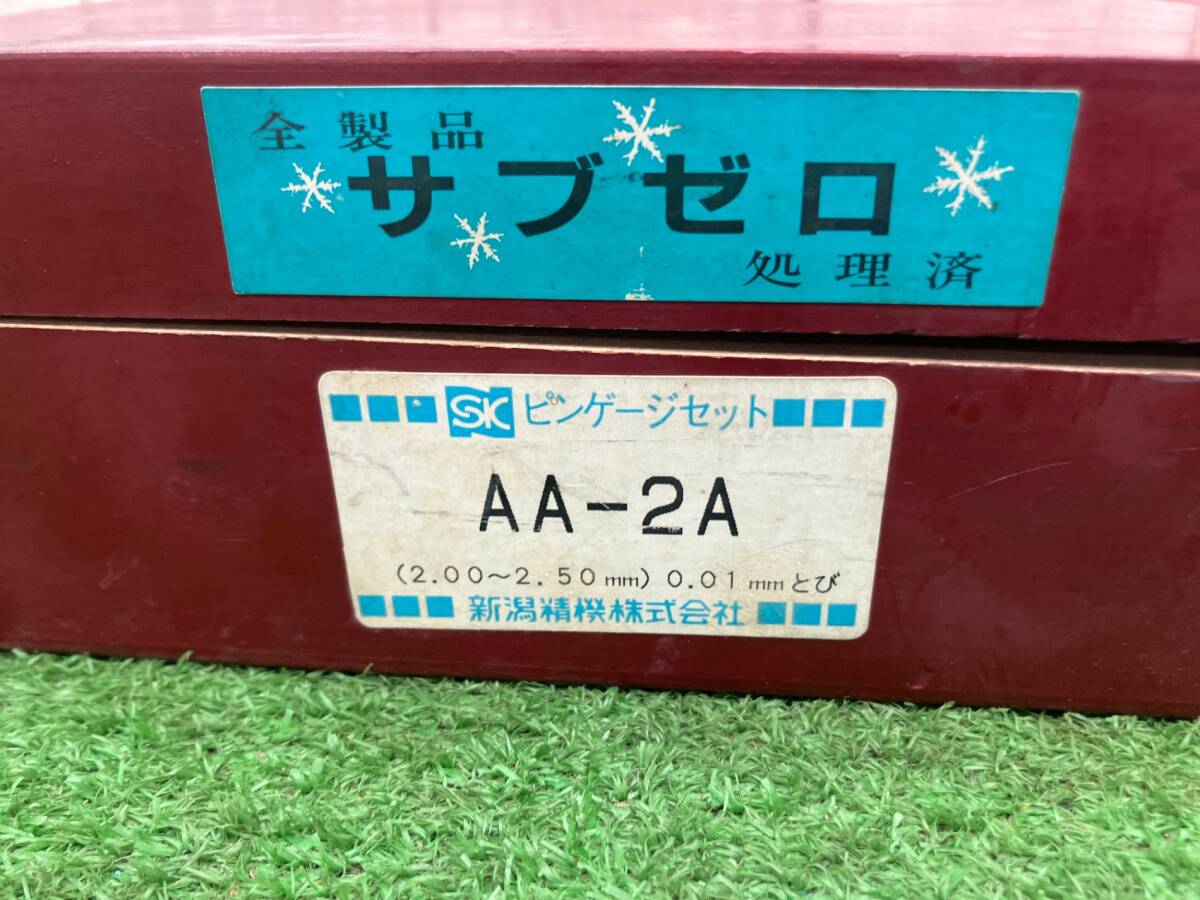 全製品
サブゼロ
処理済
SK ピンゲージセット
AA-2A
(2.00～2.50mm) 0.01mmとび
新潟精機株式会社